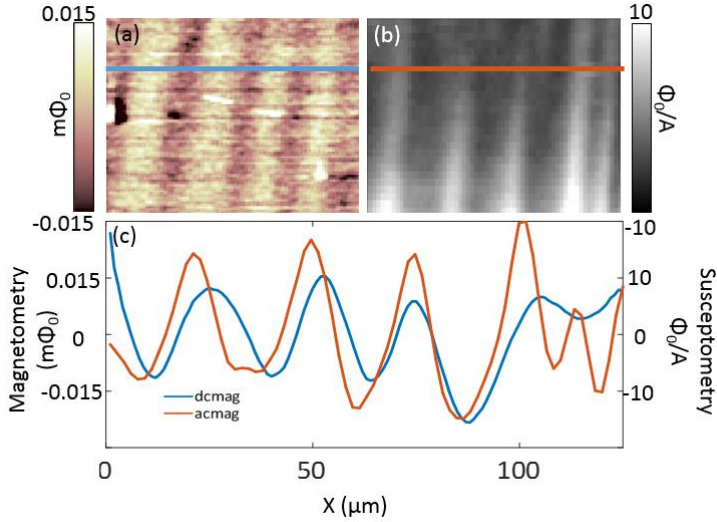 0.015
(a)
mΦ₀
-0.015
(b)
10
Φ₀/A
-10
(c)
Magnetometry
(mΦ₀)
0.015
0
-0.015
dcmag
acmag
10
0
-10
Susceptometry
Φ₀/A
0
50
100
X (μm)